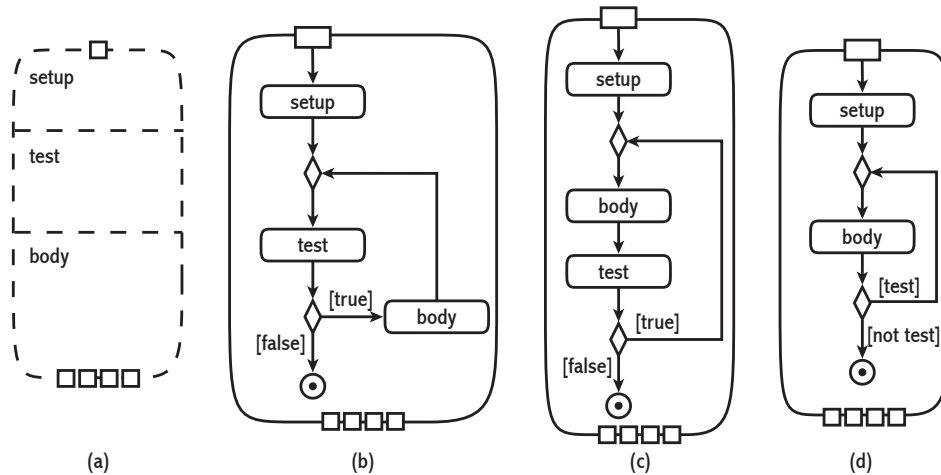 setup
test
body
(a)
setup
test
[true]
body
[false]
(b)
setup
body
test
[true]
[false]
(c)
setup
body
[test]
[not test]
(d)